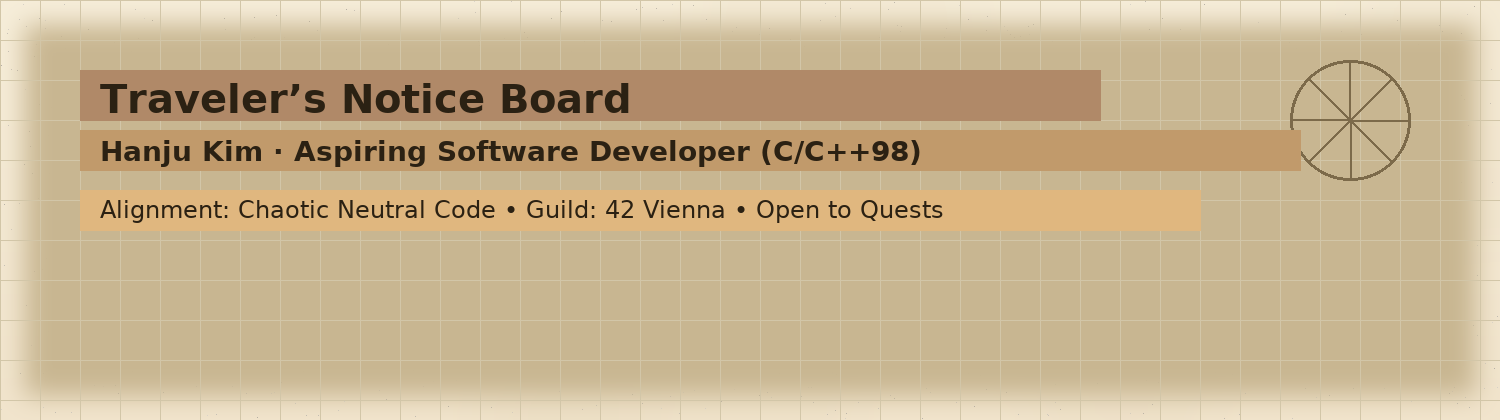 Traveler’s Notice Board
Hanju Kim · Aspiring Software Developer (C/C++98)
Alignment: Chaotic Neutral Code • Guild: 42 Vienna • Open to Quests